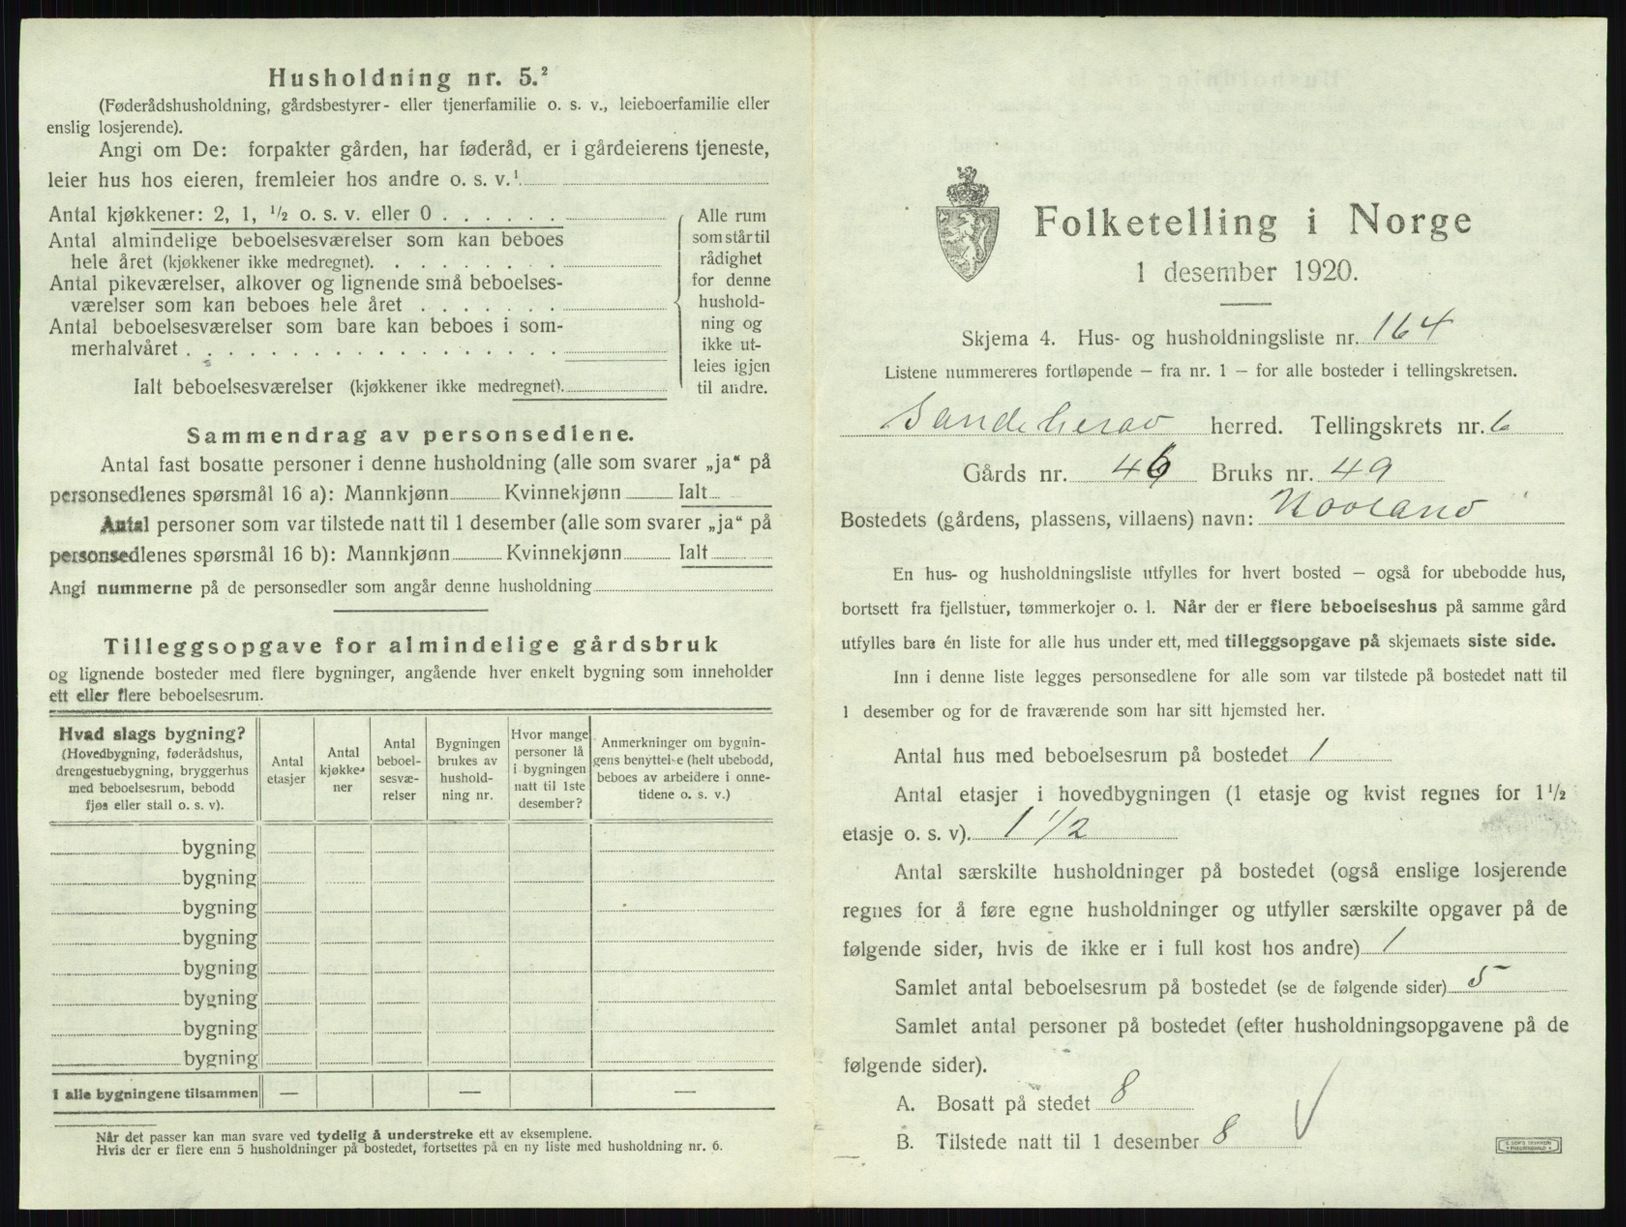 Husholdning nr. 5.²
(Føderådshusholdning, gårdsbestyrer- eller tjenerfamilie o. s. v., leieboerfamilie eller
enslig losjerende).
Angi om De: forpakter gården, har føderåd, er i gårdeierens tjeneste,
leier hus hos eieren, fremleier hos andre o. s. v.¹
Antal kjøkkener: 2, 1, ½ o. s. v. eller 0
Antal almindelige beboelsesværelser som kan beboes
hele året (kjøkkener ikke medregnet).
Antal pikeværelser, alkover og lignende små beboelses-
værelser som kan beboes hele året
Antal beboelsesværelser som bare kan beboes i som-
merhalvåret
Ialt beboelsesværelser (kjøkkener ikke medregnet).
Alle rum
som står til
rådighet
for denne
hushold-
ning og
ikke ut-
leies igjen
til andre.
Sammendrag av personsedlene.
Antal fast bosatte personer i denne husholdning (alle som svarer „ja“ på
personsedlenes spørsmål 16 a): Mannkjønn Kvinnekjønn Ialt
Antal personer som var tilstede natt til 1 desember (alle som svarer „ja“ på
personsedlenes spørsmål 16 b): Mannkjønn Kvinnekjønn Ialt
Angi nummerne på de personsedler som angår denne husholdning
Tilleggsopgave for almindelige gårdsbruk
og lignende bosteder med flere bygninger, angående hver enkelt bygning som inneholder
ett eller flere beboelsesrum.
Hvad slags bygning?
(Hovedbygning, føderådshus,
drengestuebygning, bryggerhus
med beboelsesrum, bebodd
fjøs eller stall o. s. v).
Antal
etasjer
Antal
kjøkke-
ner
Antal
beboel-
sesvæ-
relser
Bygningen
brukes av
hushold-
ning nr.
Hvor mange
personer lå
i bygningen
natt til 1ste
desember?
Anmerkninger om bygnin-
gens benyttelse (helt ubebodd,
beboes av arbeidere i onne-
tidene o. s. v.)
bygning
bygning
bygning
bygning
bygning
bygning
bygning
bygning
I alle bygningene tilsammen — — —
Når det passer kan man svare ved tydelig å understreke ett av eksemplene.
Hvis der er flere enn 5 husholdninger på bostedet, fortsettes på en ny liste med husholdning nr. 6.
Folketelling i Norge
1 desember 1920.
Skjema 4. Hus- og husholdningsliste nr. 164
Listene nummereres fortløpende – fra nr. 1 – for alle bosteder i tellingskretsen.
Sandeherad herred. Tellingskrets nr. 6
Gårds nr. 46 Bruks nr. 49
Bostedets (gårdens, plassens, villaens) navn:
En hus- og husholdningsliste utfylles for hvert bosted – også for ubebodde hus,
bortsett fra fjellstuer, tømmerkojer o. l. Når der er flere beboelseshus på samme gård
utfylles bare én liste for alle hus under ett, med tilleggsopgave på skjemaets siste side.
Inn i denne liste legges personsedlene for alle som var tilstede på bostedet natt til
1 desember og for de fraværende som har sitt hjemsted her.
Antal hus med beboelsesrum på bostedet 1
Antal etasjer i hovedbygningen (1 etasje og kvist regnes for 1½
etasje o. s. v). 1 1/2
Antal særskilte husholdninger på bostedet (også enslige losjerende
regnes for å føre egne husholdninger og utfyller særskilte opgaver på de
følgende sider, hvis de ikke er i full kost hos andre) 1
Samlet antal beboelsesrum på bostedet (se de følgende sider) 5
Samlet antal personer på bostedet (efter husholdningsopgavene på de
følgende sider).
A. Bosatt på stedet 8
B. Tilstede natt til 1 desember 8